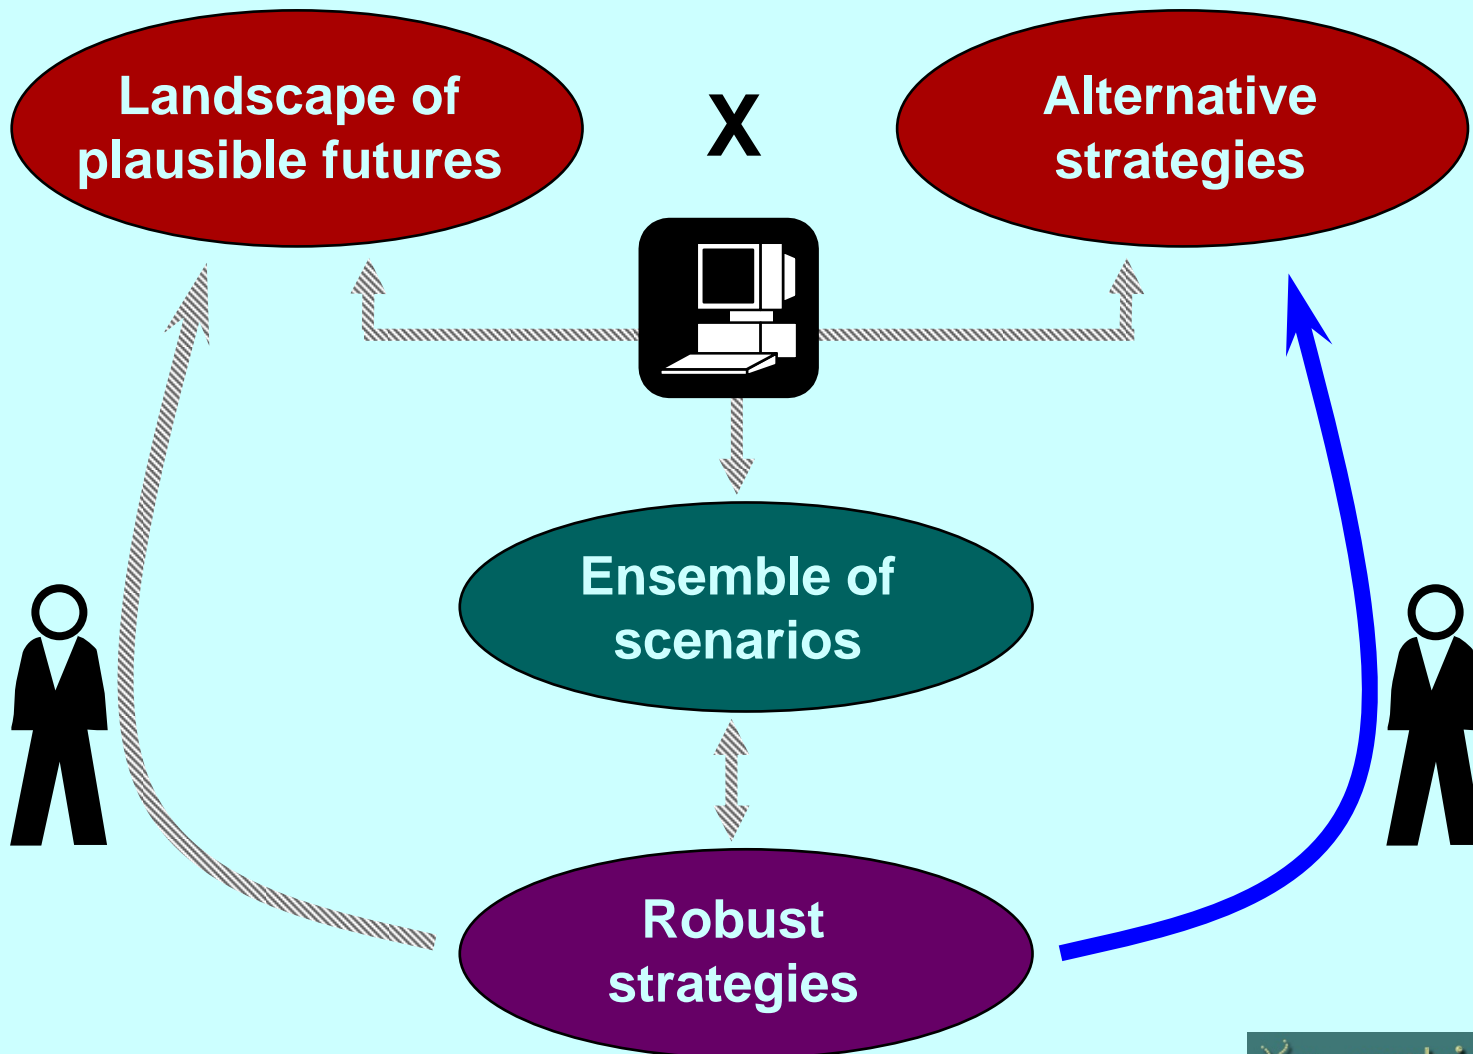 Landscape of
plausible futures
X
Alternative
strategies
Ensemble of
scenarios
Robust
strategies